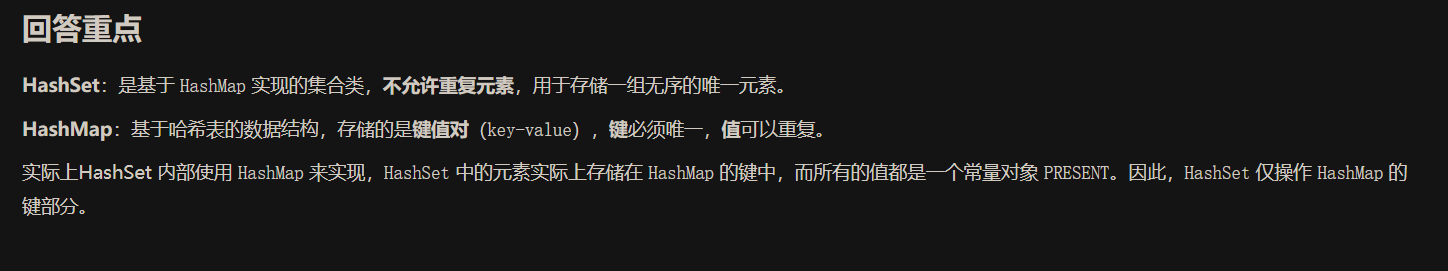 回答重点
HashSet：是基于 HashMap 实现的集合类，不允许重复元素，用于存储一组无序的唯一元素。
HashMap：基于哈希表的数据结构，存储的是键值对（key-value），键必须唯一，值可以重复。
实际上HashSet 内部使用 HashMap 来实现，HashSet 中的元素实际上存储在 HashMap 的键中，而所有的值都是一个常量对象 PRESENT。因此，HashSet 仅操作 HashMap 的
键部分。